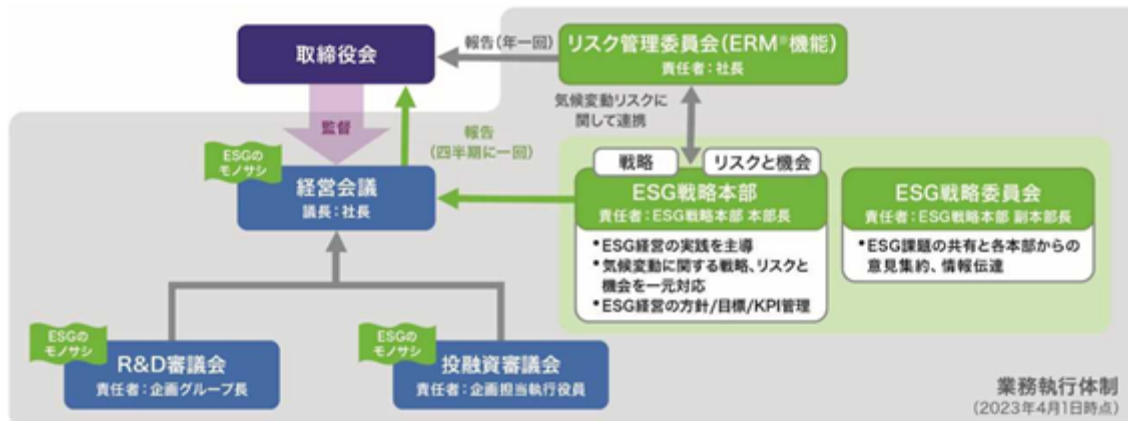 取締役会
報告(年一回)
リスク管理委員会(ERM※機能)
責任者:社長
監督
報告
(四半期に一回)
気候変動リスクに
関して連携
ESGの
モノサシ
経営会議
議長:社長
戦略
リスクと機会
ESG戦略本部
責任者:ESG戦略本部 本部長
•ESG経営の実践を主導
•気候変動に関する戦略、リスクと
機会を一元対応
•ESG経営の方針/目標/KPI管理
ESG戦略委員会
責任者:ESG戦略本部 副本部長
•ESG課題の共有と各本部からの
意見集約、情報伝達
ESGの
モノサシ
R&D審議会
責任者:企画グループ長
ESGの
モノサシ
投融資審議会
責任者:企画担当執行役員
業務執行体制
(2023年4月1日時点)